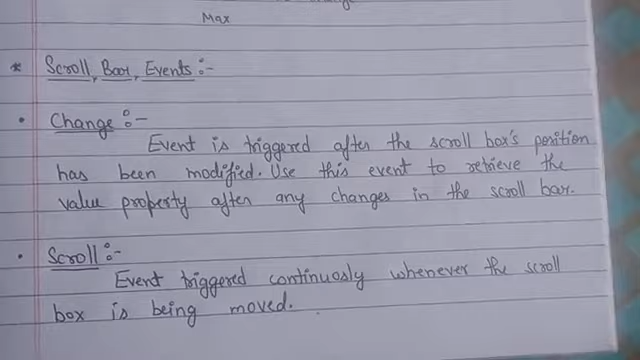 Max
* Scroll, Bar, Events :-
• Change :-
Event is triggered after the scroll box's position
has been modified. Use this event to retrieve the
value property after any changes in the scroll bar.
• Scroll :-
Event triggered continuosly whenever the scroll
box is being moved.